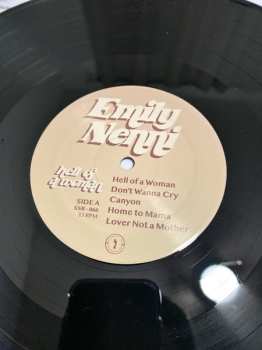 Emily
Nenni
hell of
a woman
SIDE A
33 RPM
Hell of a Woman
Don't Wanna Cry
Canyon
Home to Mama
Lover Not a Mother